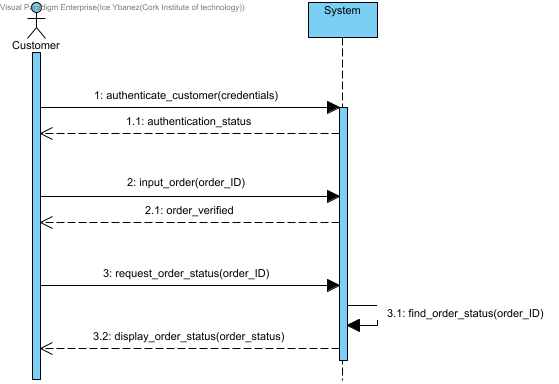 Visual Paradigm Enterprise(Ice Ybanez(Cork Institute of technology))
System
Customer
1: authenticate_customer(credentials)
1.1: authentication_status
2: input_order(order_ID)
2.1: order_verified
3: request_order_status(order_ID)
3.1: find_order_status(order_ID)
3.2: display_order_status(order_status)